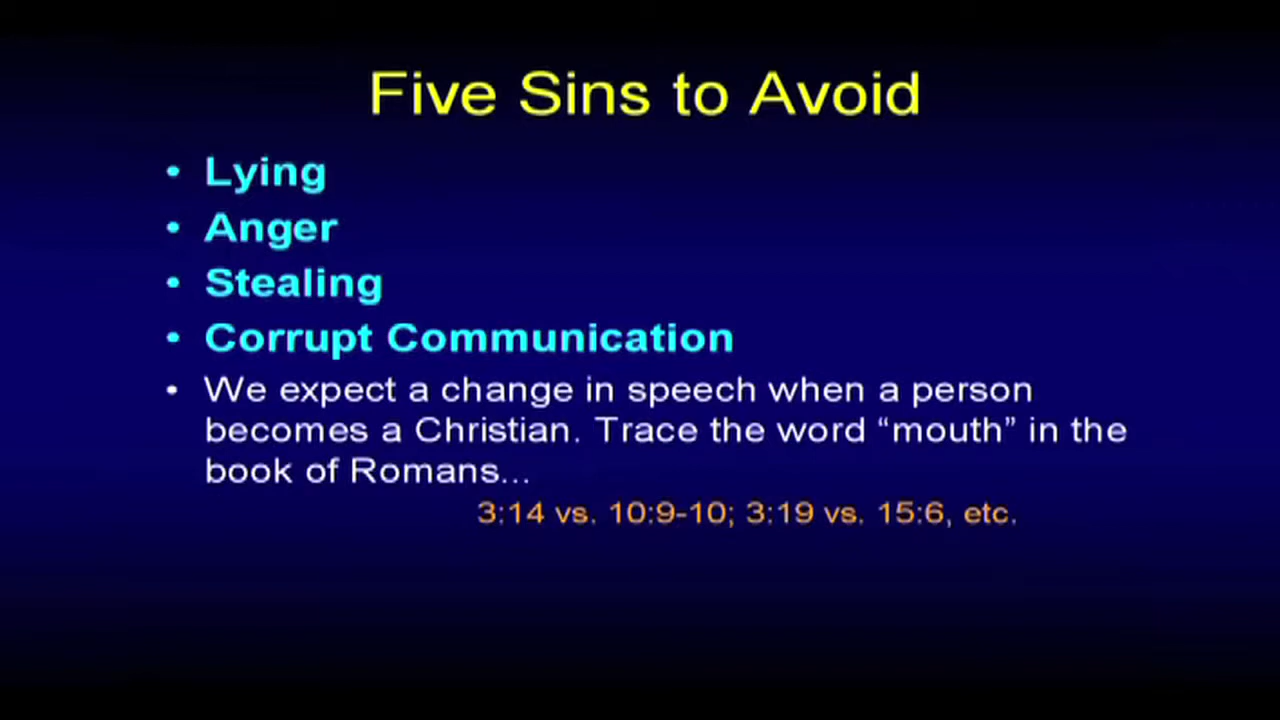 Five Sins to Avoid
• Lying
• Anger
• Stealing
• Corrupt Communication
• We expect a change in speech when a person
becomes a Christian. Trace the word “mouth” in the
book of Romans...
3:14 vs. 10:9-10; 3:19 vs. 15:6, etc.